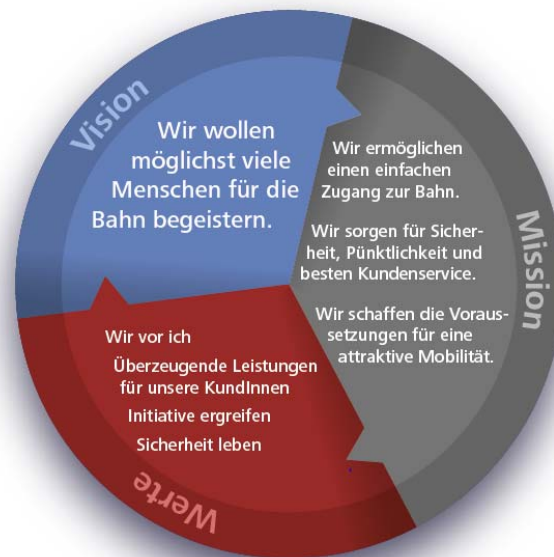 Vision
Wir wollen
möglichst viele
Menschen für die
Bahn begeistern.
Mission
Wir ermöglichen
einen einfachen
Zugang zur Bahn.
Wir sorgen für Sicher-
heit, Pünktlichkeit und
besten Kundenservice.
Wir schaffen die Voraus-
setzungen für eine
attraktive Mobilität.
Werte
Wir vor ich
Überzeugende Leistungen
für unsere KundInnen
Initiative ergreifen
Sicherheit leben